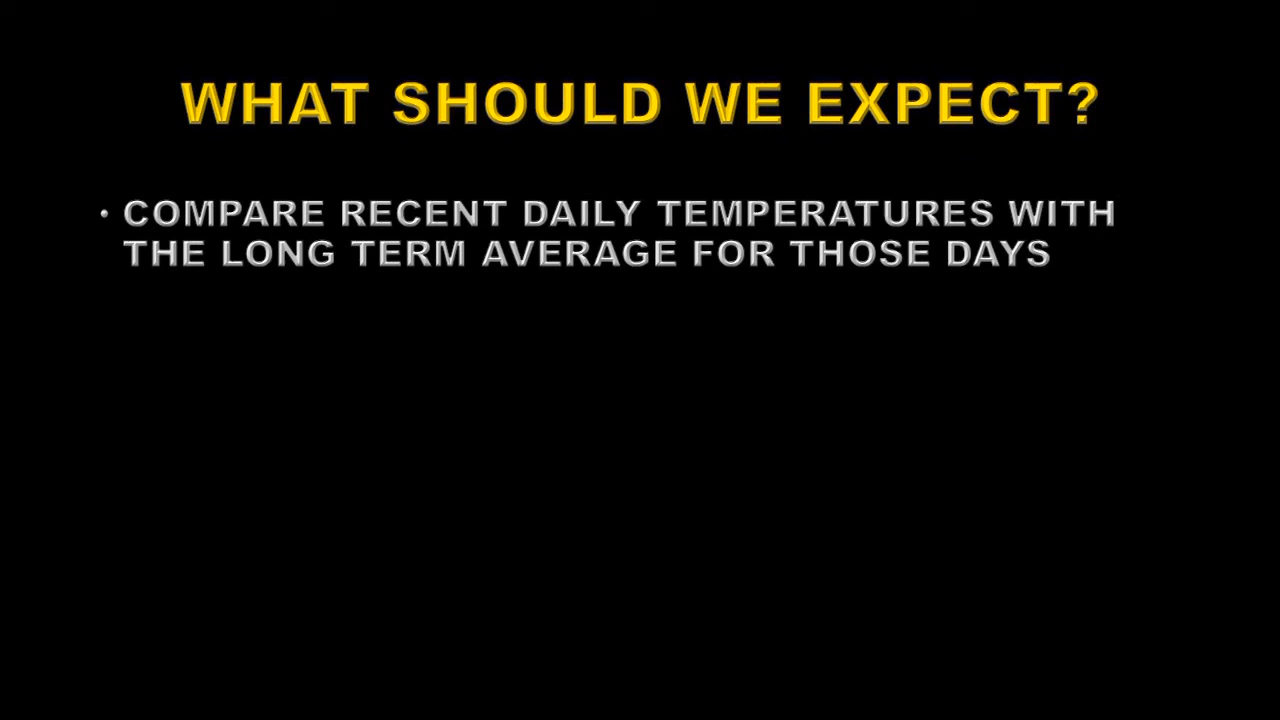 WHAT SHOULD WE EXPECT?
• COMPARE RECENT DAILY TEMPERATURES WITH
THE LONG TERM AVERAGE FOR THOSE DAYS